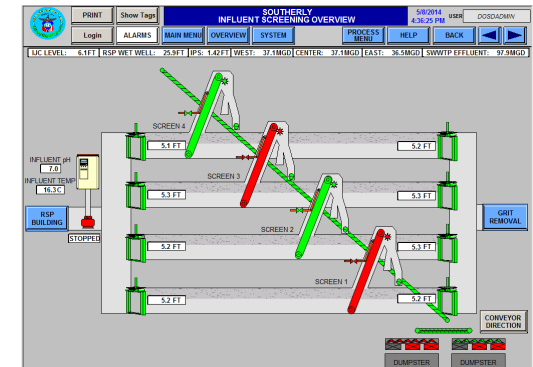 PRINT
Show Tags
SOUTHERLY
INFLUENT SCREENING OVERVIEW
5/8/2014
4:36:25 PM
USER
DOSDADMIN
Login
ALARMS
MAIN MENU
OVERVIEW
SYSTEM
PROCESS
MENU
HELP
BACK
IJC LEVEL: 6.1FT RSP WET WELL: 25.9FT IPS: 1.42FT WEST: 37.1MGD CENTER: 37.1MGD EAST: 36.5MGD SWWTP EFFLUENT: 97.9MGD
SCREEN 4
5.1 FT
5.2 FT
INFLUENT pH
7.0
INFLUENT TEMP
16.3 C
SCREEN 3
5.3 FT
5.3 FT
RSP
BUILDING
GRIT
REMOVAL
STOPPED
SCREEN 2
5.2 FT
5.3 FT
SCREEN 1
5.2 FT
5.2 FT
CONVEYOR
DIRECTION
DUMPSTER
DUMPSTER